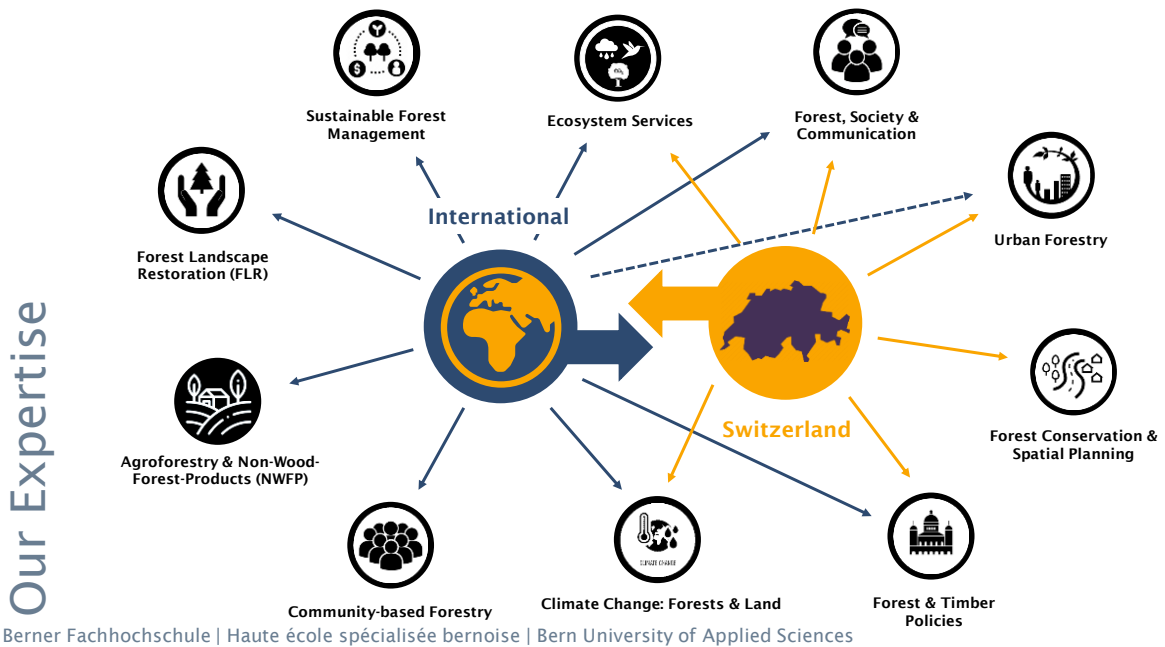 Our Expertise
Sustainable Forest
Management
Ecosystem Services
Forest, Society &
Communication
Urban Forestry
International
Forest Landscape
Restoration (FLR)
Switzerland
Forest Conservation &
Spatial Planning
Agroforestry & Non-Wood-
Forest-Products (NWFP)
CLIMATE CHANGE
Community-based Forestry
Climate Change: Forests & Land
Forest & Timber
Policies
Berner Fachhochschule | Haute école spécialisée bernoise | Bern University of Applied Sciences